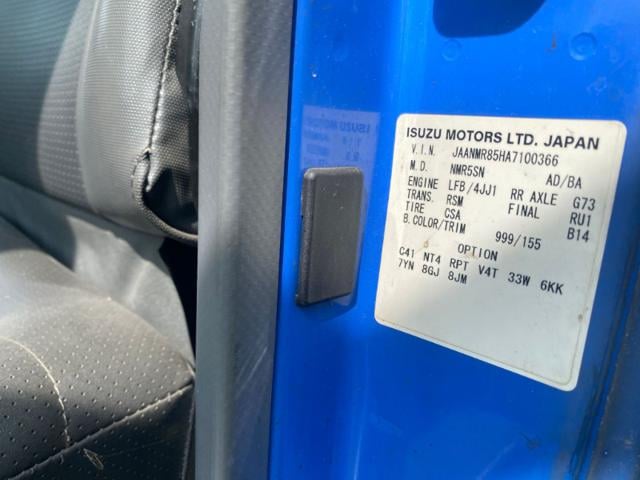 ISUZU MOTORS LTD. JAPAN
V.I.N. JAANMR85HA7100366
M.D. NMR5SN AD/BA
ENGINE LFB/4JJ1 RR AXLE G73
TRANS. RSM FINAL RU1
TIRE CSA B14
B.COLOR/TRIM 999/155
OPTION
C41 NT4 RPT V4T 33W 6KK
7YN 8GJ 8JM